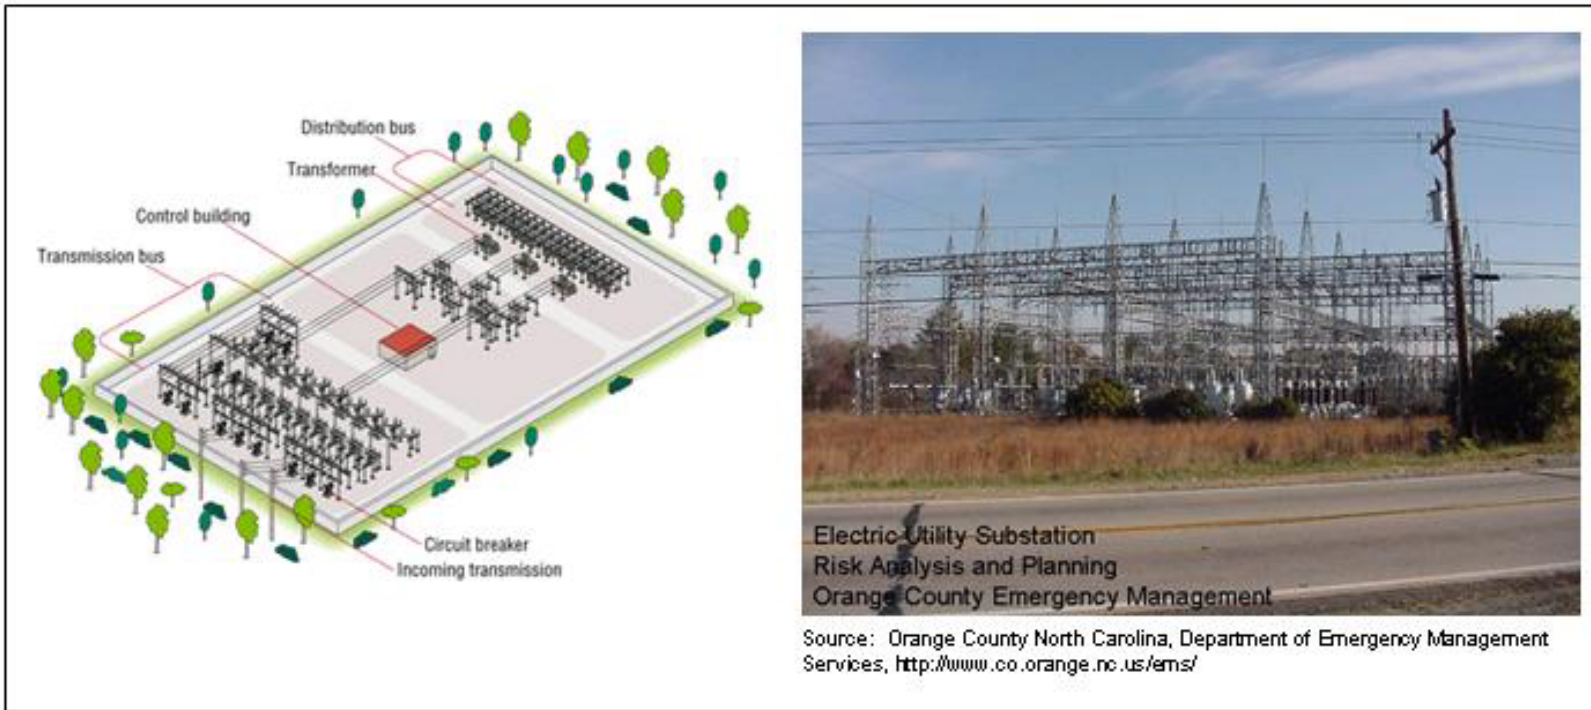 Distribution bus
Transformer
Control building
Transmission bus
Circuit breaker
Incoming transmission
Electric Utility Substation
Risk Analysis and Planning
Orange County Emergency Management
Source: Orange County North Carolina, Department of Emergency Management
Services, http://www.co.orange.nc.us/ems/